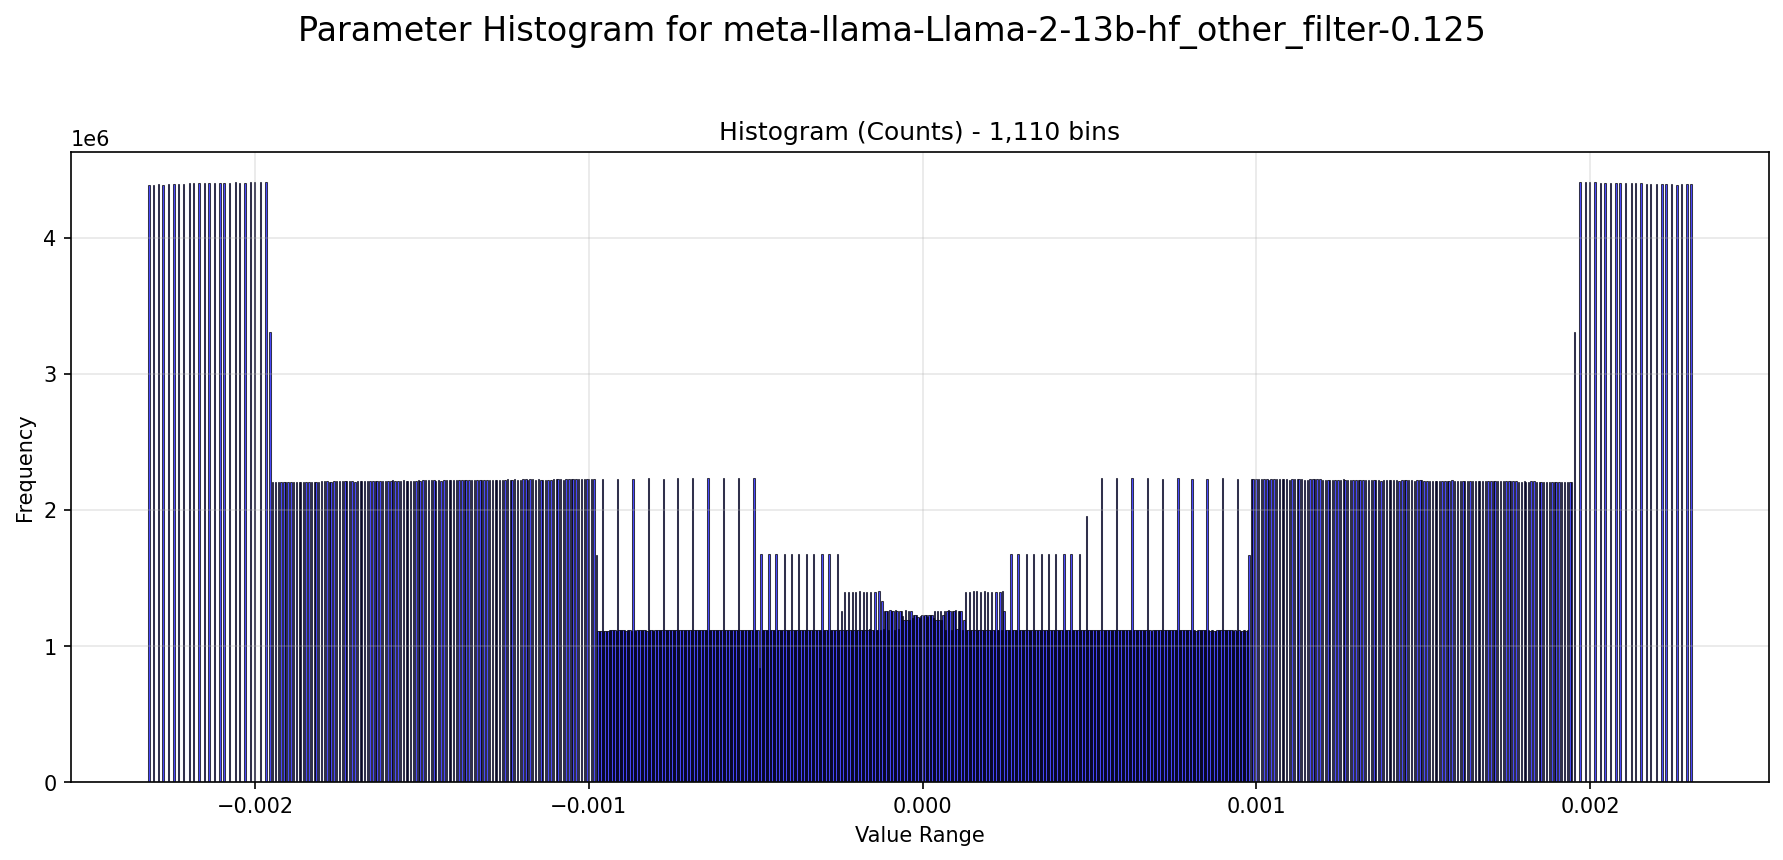 Parameter Histogram for meta-llama-Llama-2-13b-hf_other_filter-0.125
Histogram (Counts) - 1,110 bins
1e6
4
3
2
1
0
Frequency
−0.002 −0.001 0.000 0.001 0.002
Value Range